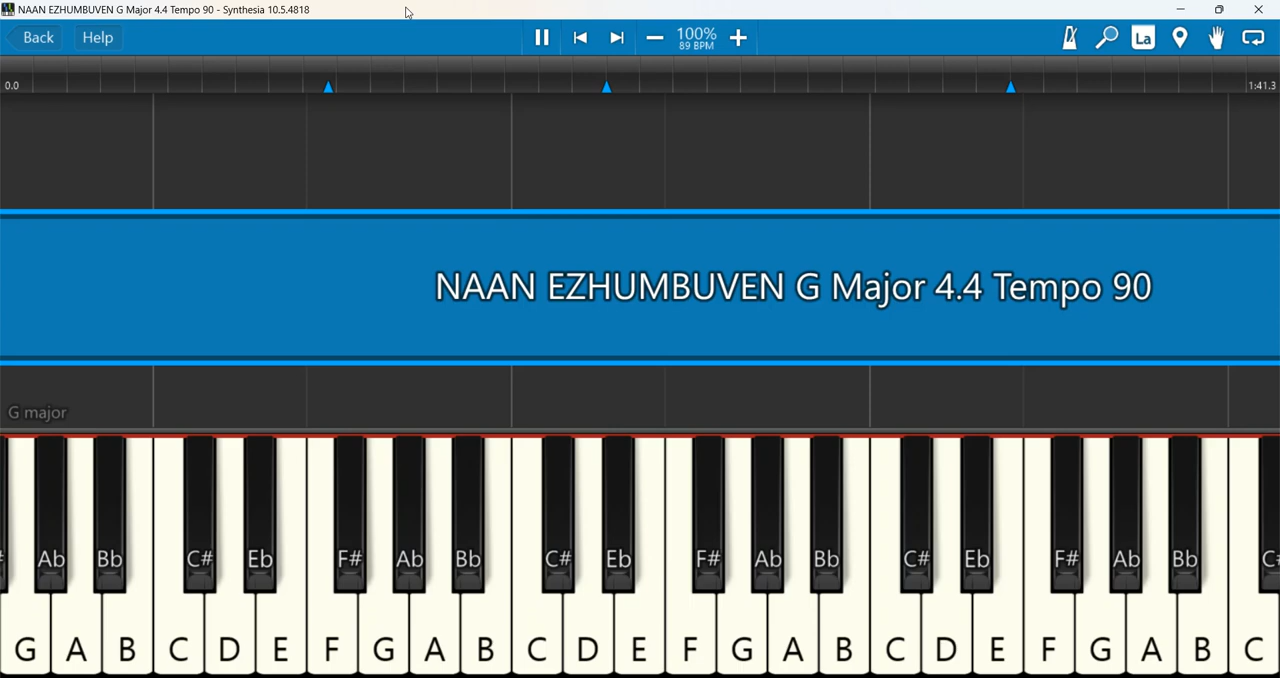 NAAN EZHUMBUVEN G Major 4.4 Tempo 90 - Synthesia 10.5.4818
Back Help 100% La
89 BPM
0.0 1:41.3
NAAN EZHUMBUVEN G Major 4.4 Tempo 90
G major
Ab Bb C# Eb F# Ab Bb C# Eb F# Ab Bb C# Eb F# Ab Bb
G A B C D E F G A B C D E F G A B C D E F G A B C